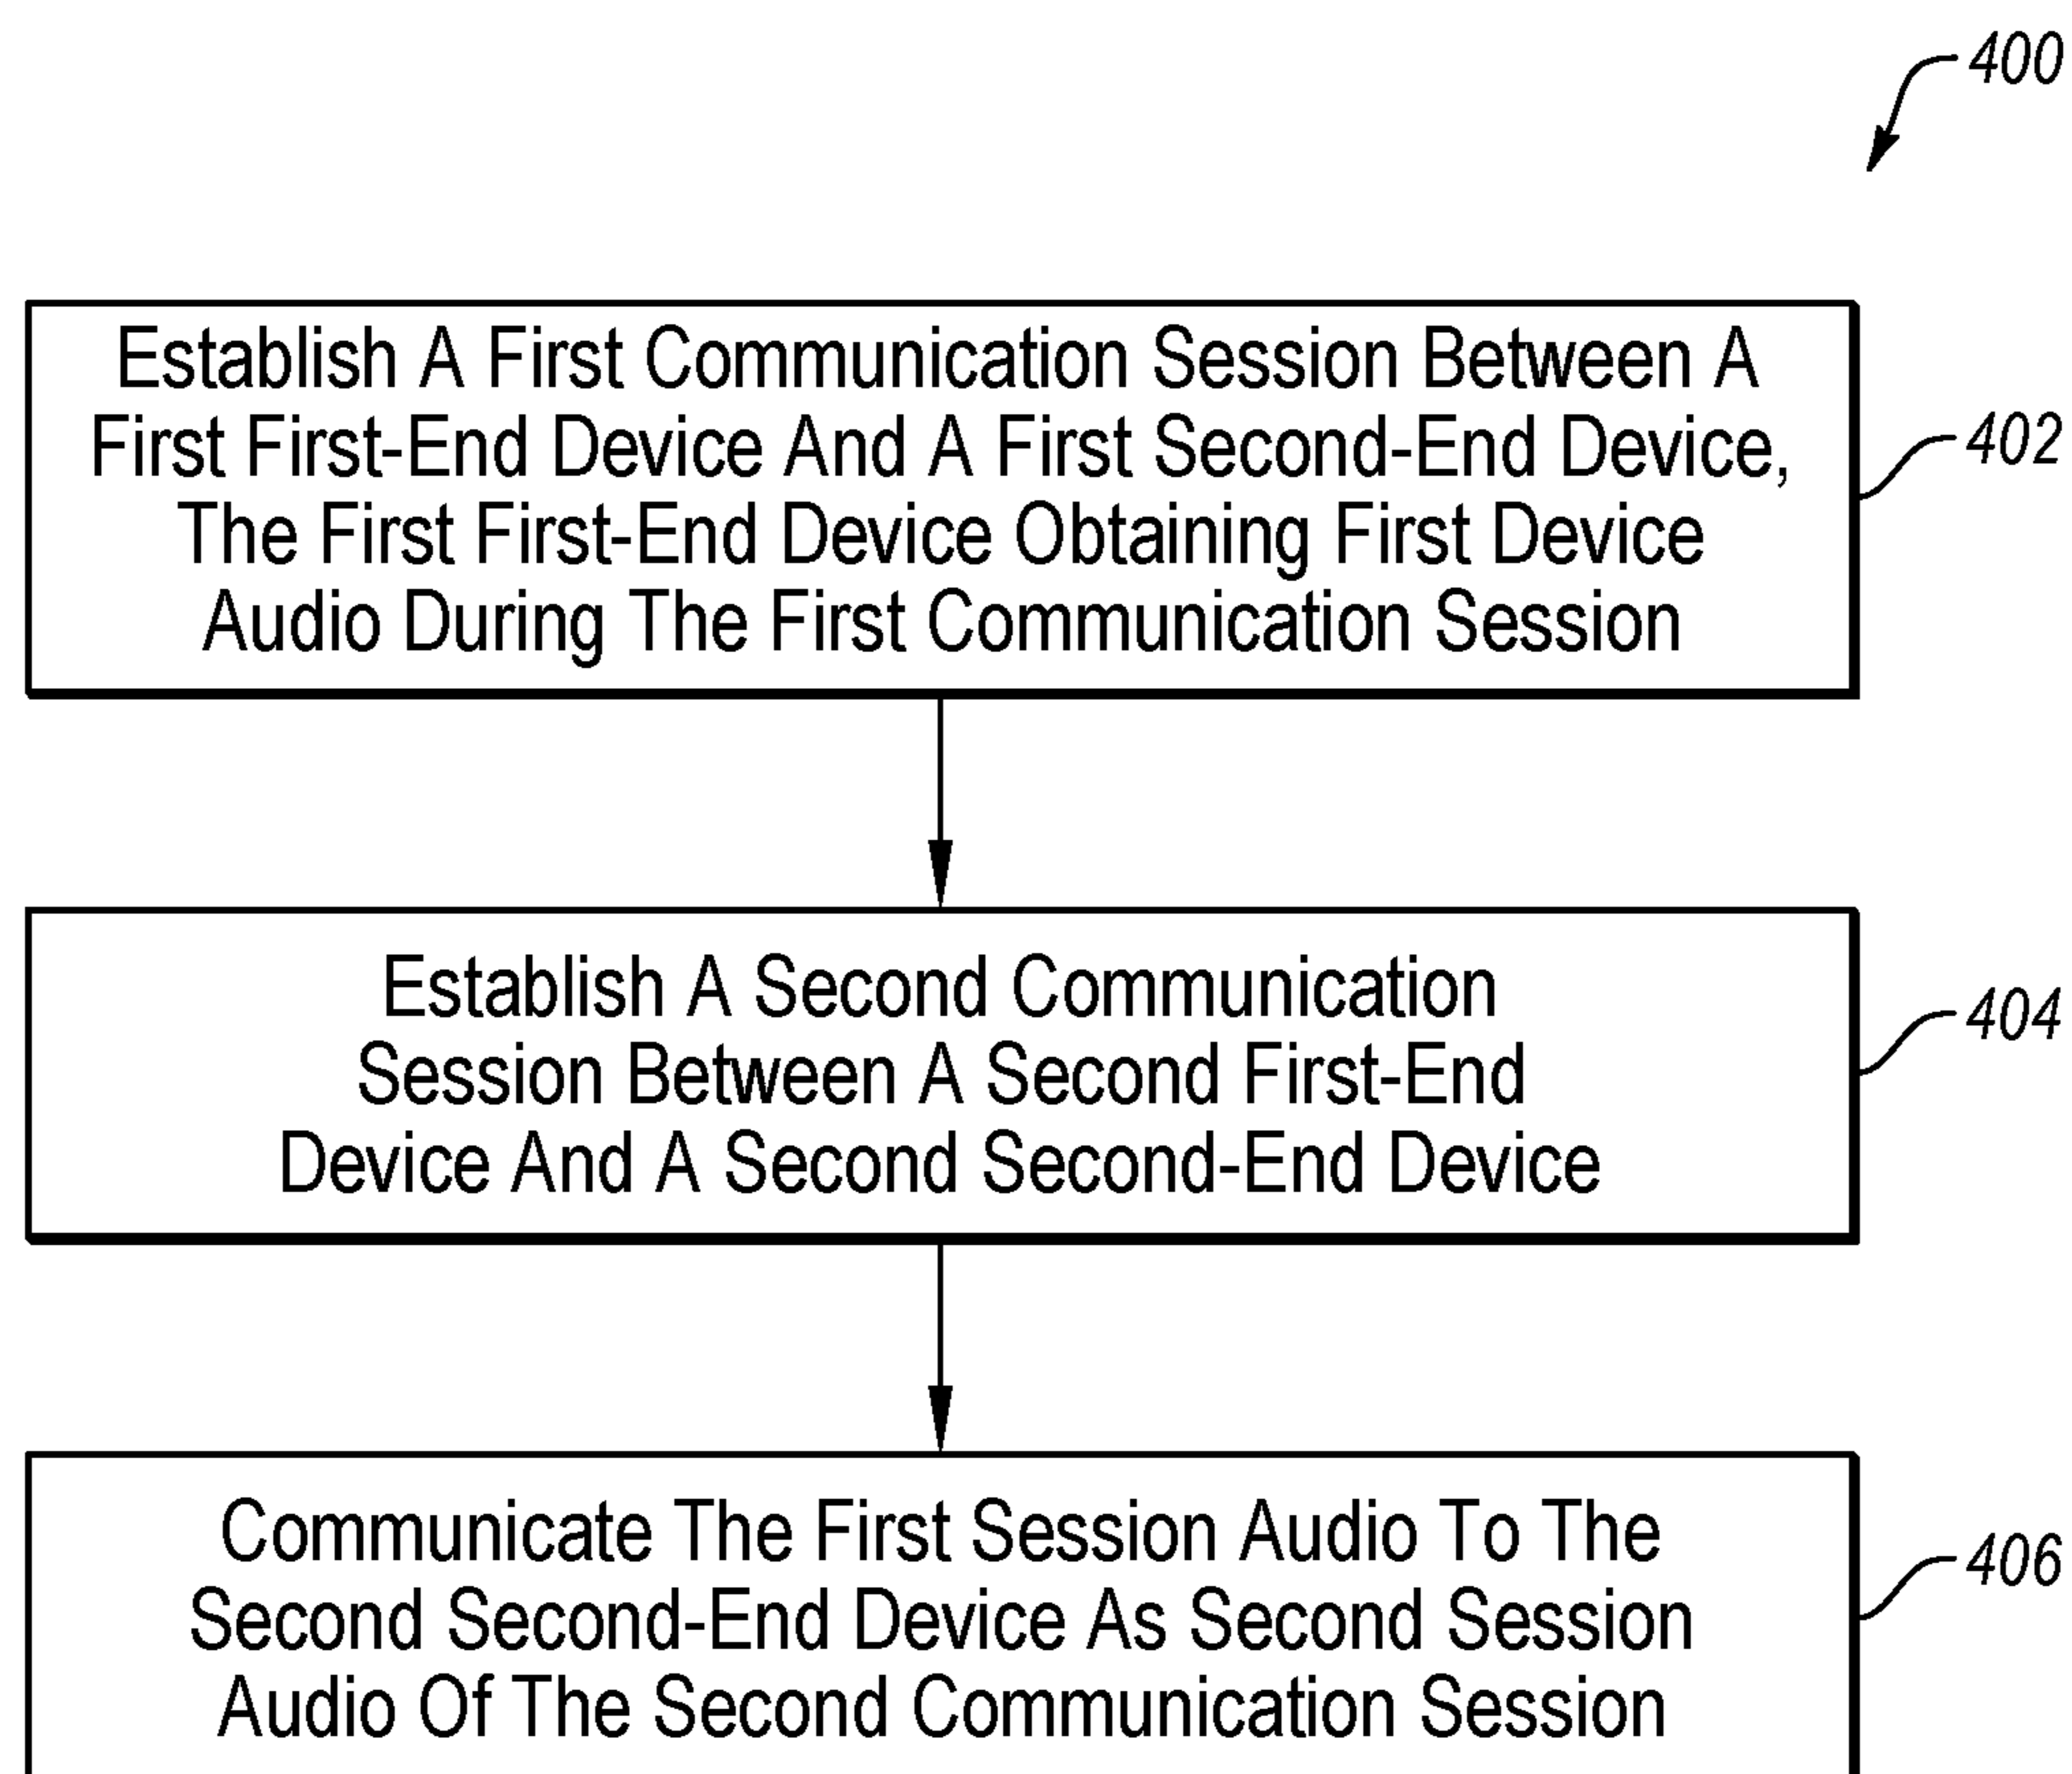 400
Establish A First Communication Session Between A
First First-End Device And A First Second-End Device,
The First First-End Device Obtaining First Device
Audio During The First Communication Session
402
Establish A Second Communication
Session Between A Second First-End
Device And A Second Second-End Device
404
Communicate The First Session Audio To The
Second Second-End Device As Second Session
Audio Of The Second Communication Session
406